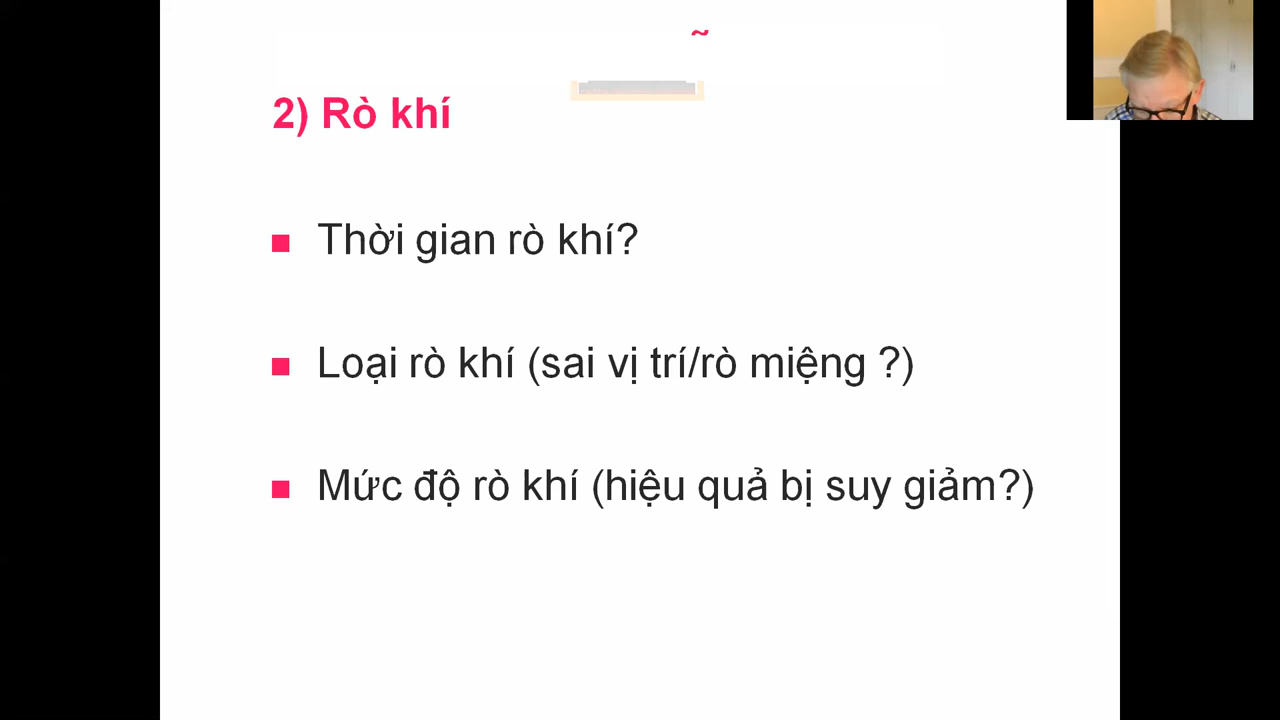 2) Rò khí
Thời gian rò khí?
Loại rò khí (sai vị trí/rò miệng ?)
Mức độ rò khí (hiệu quả bị suy giảm?)